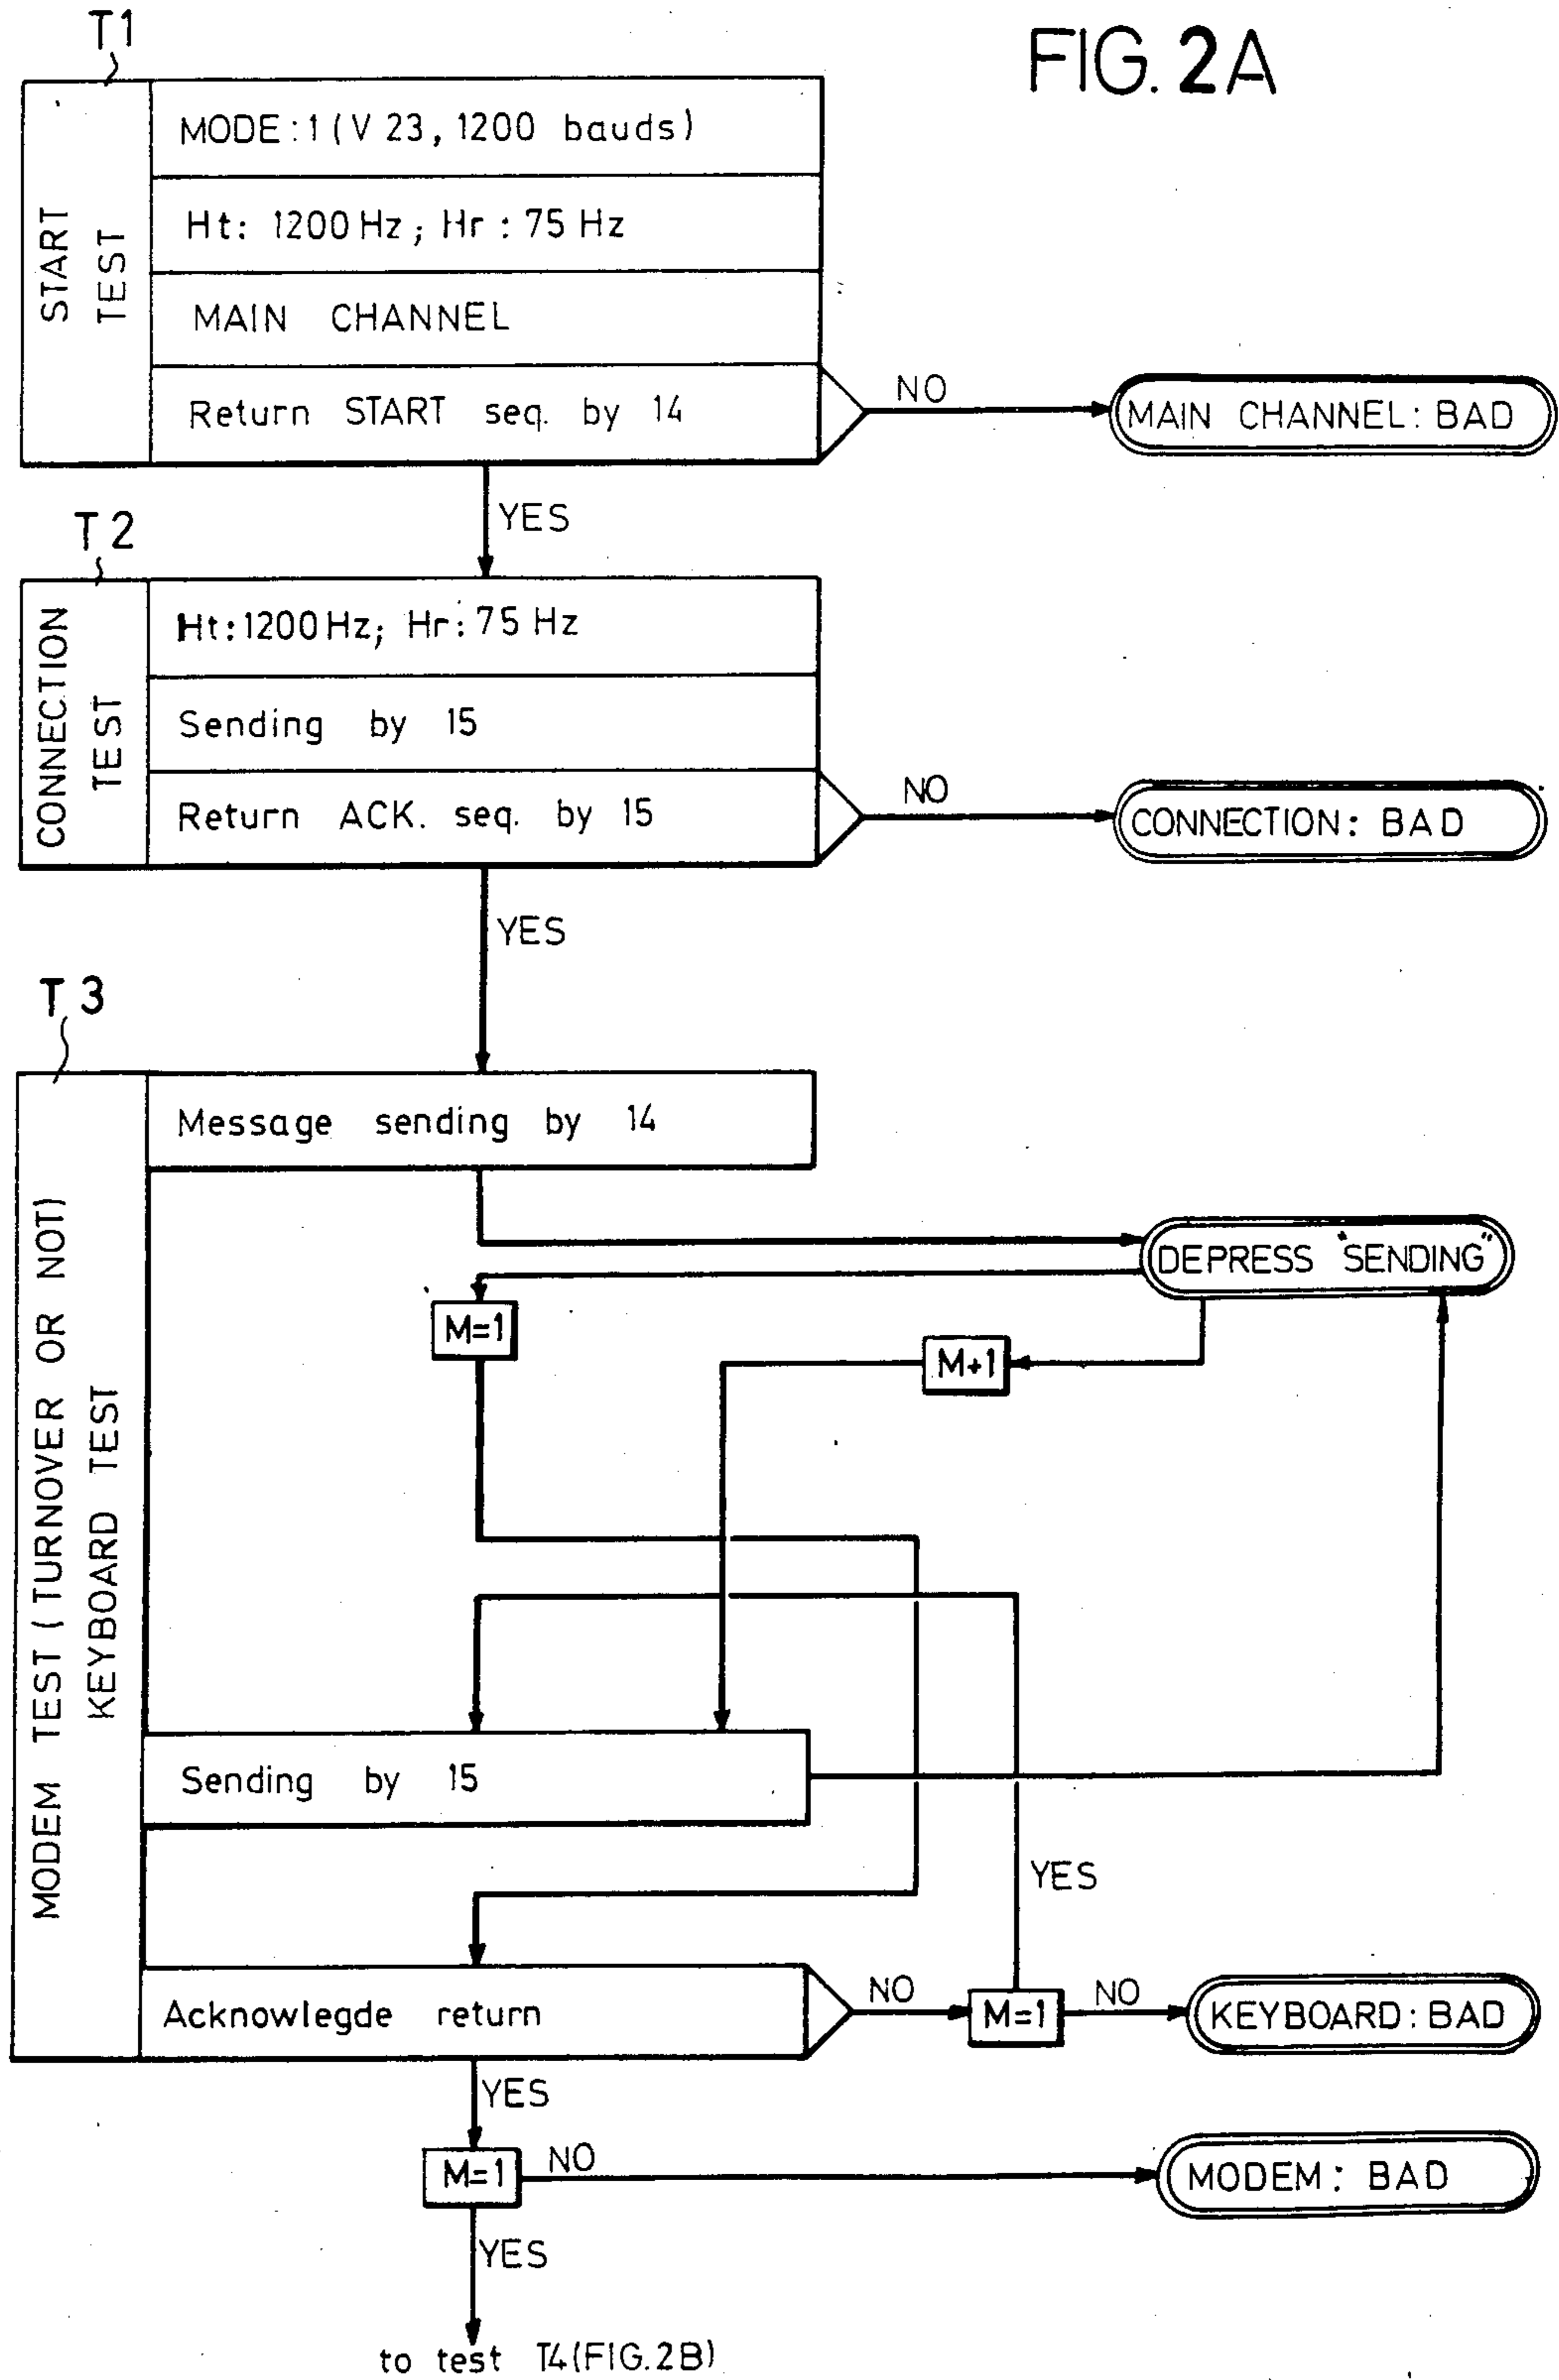 FIG. 2A
T1
START
TEST
MODE:1 (V 23, 1200 bauds)
Ht: 1200 Hz; Hr : 75 Hz
MAIN CHANNEL
Return START seq. by 14
NO
MAIN CHANNEL: BAD
YES
T2
CONNECTION
TEST
Ht:1200Hz; Hr: 75 Hz
Sending by 15
Return ACK. seq. by 15
NO
CONNECTION: BAD
YES
T3
MODEM TEST (TURNOVER OR NOT)
KEYBOARD TEST
Message sending by 14
DEPRESS "SENDING"
M=1
M+1
Sending by 15
YES
Acknowlegde return
NO
M=1
NO
KEYBOARD: BAD
YES
M=1
NO
MODEM: BAD
YES
to test T4(FIG.2B)